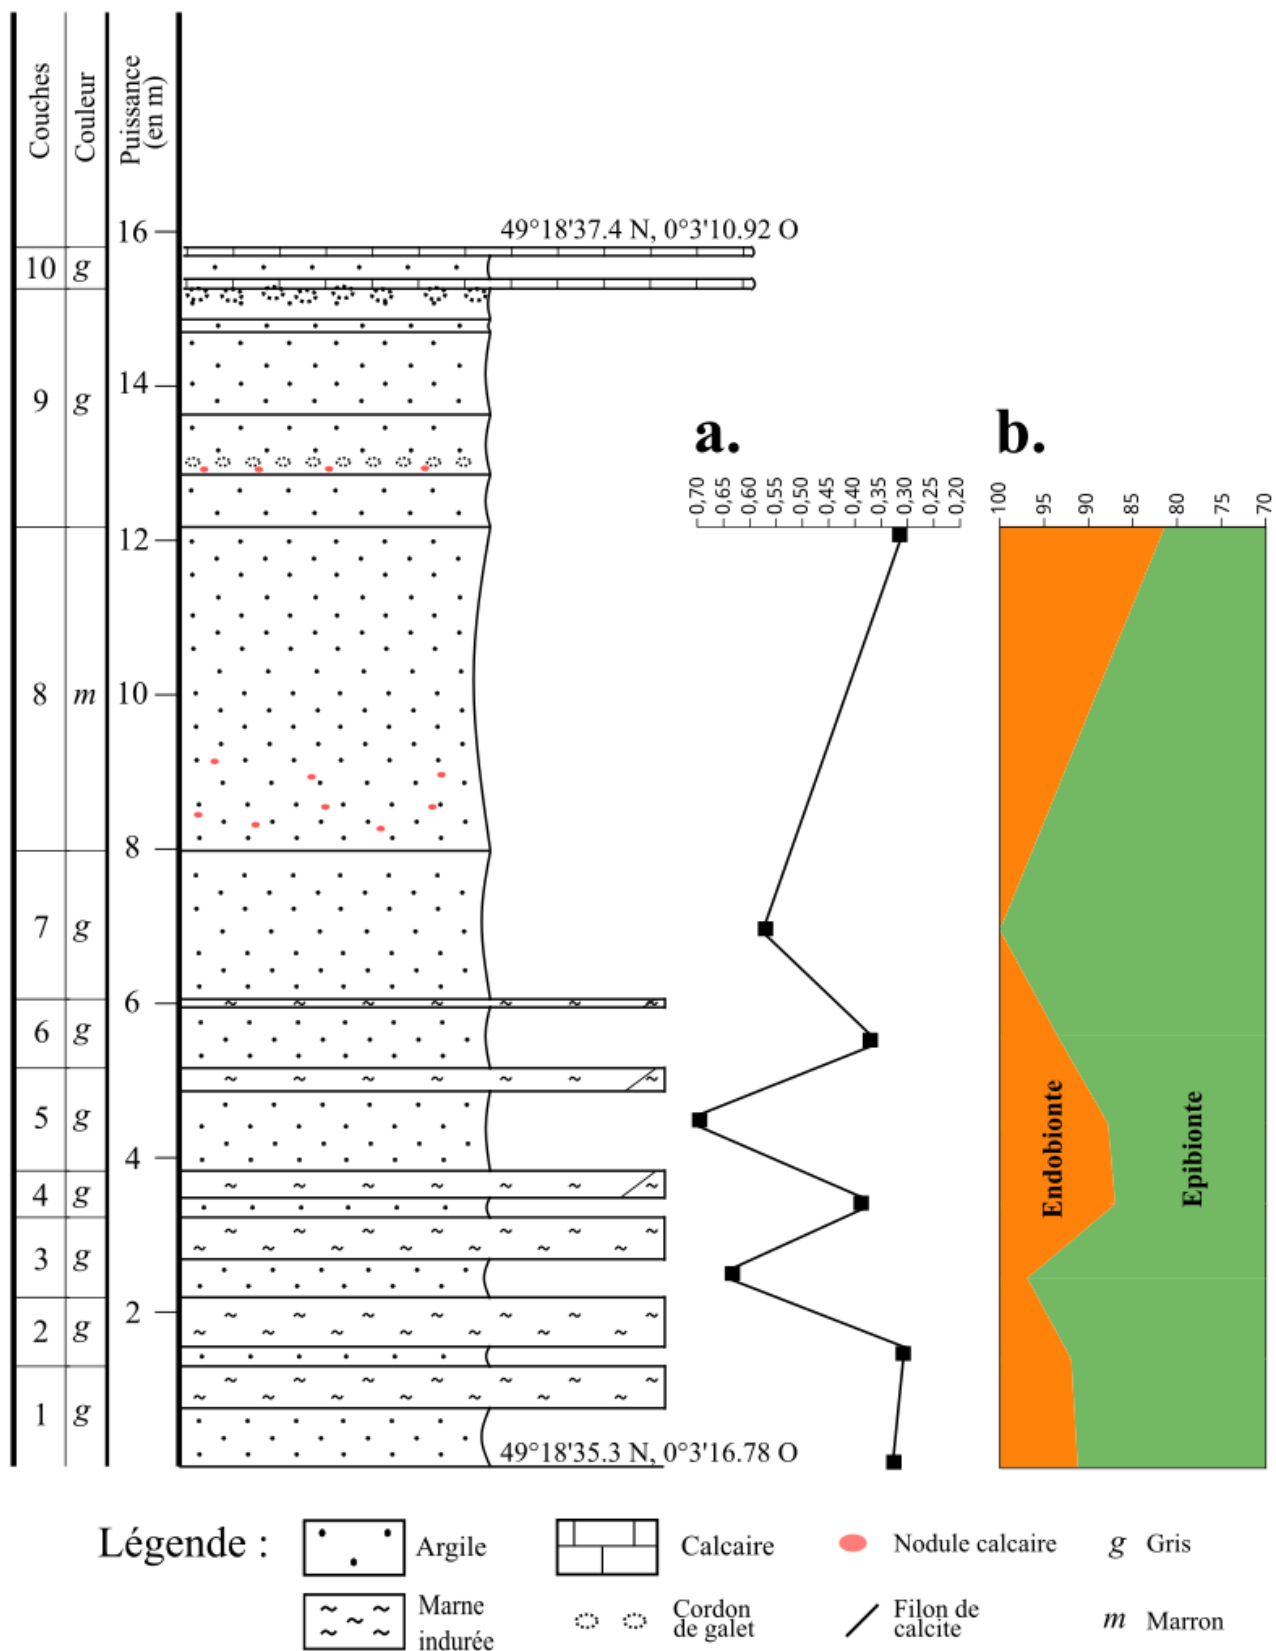 Couches
Couleur
Puissance
(en m)
16
49°18'37.4 N, 0°3'10.92 O
10 g
14
9 g
a. b.
0,70 0,65 0,60 0,55 0,50 0,45 0,40 0,35 0,30 0,25 0,20
100 95 90 85 80 75 70
12
8 m
10
8
7 g
6
6 g
5 g
Endobionte
Epibionte
4
4 g
3 g
2
2 g
1 g
49°18'35.3 N, 0°3'16.78 O
Légende :
Argile
Calcaire
Nodule calcaire
g Gris
Marne
indurée
Cordon
de galet
Filon de
calcite
m Marron